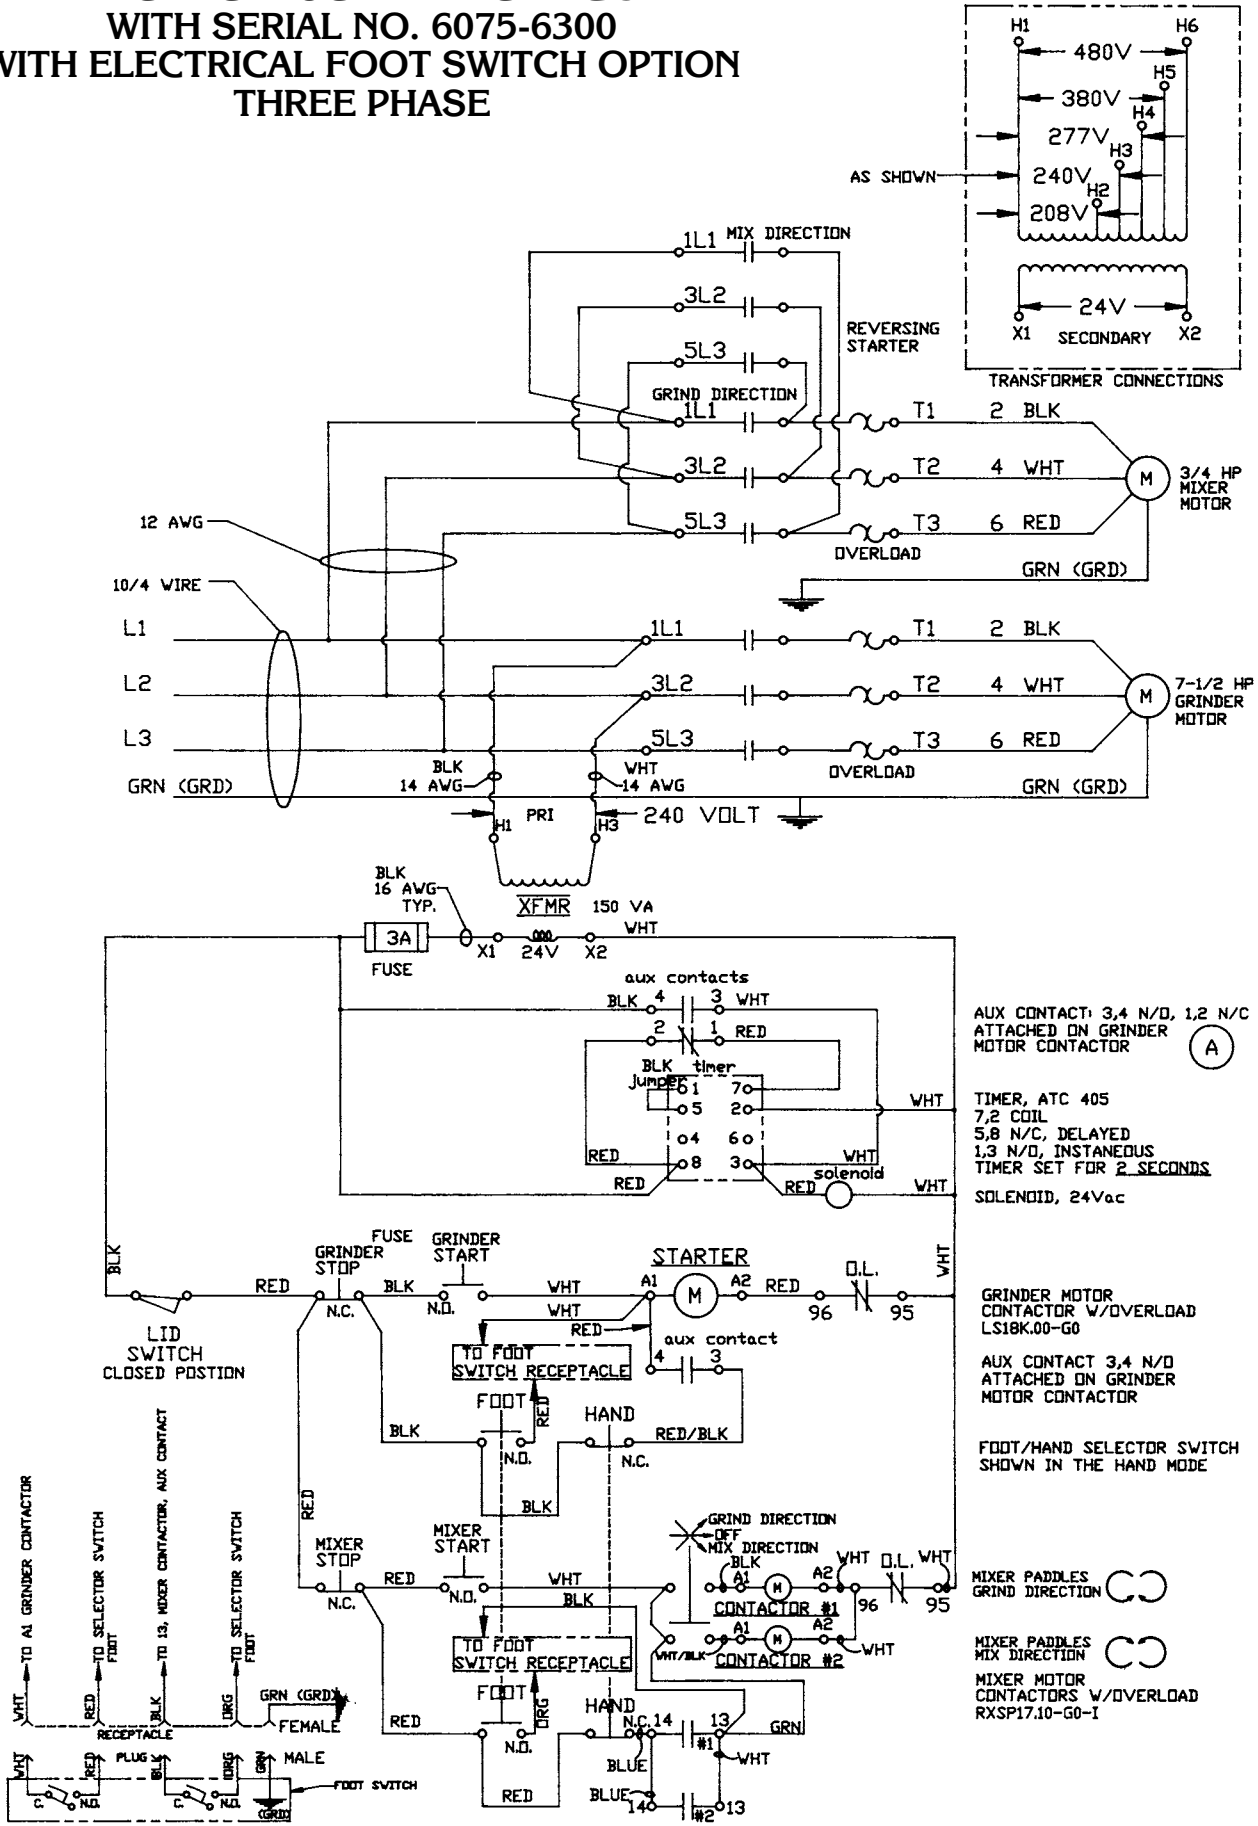 WITH SERIAL NO. 6075-6300
WITH ELECTRICAL FOOT SWITCH OPTION
THREE PHASE
H1
H6
480V
H5
380V
H4
277V
H3
AS SHOWN
240V
H2
208V
24V
X1
SECONDARY
X2
TRANSFORMER CONNECTIONS
1L1
MIX DIRECTION
3L2
REVERSING
STARTER
5L3
GRIND DIRECTION
1L1
T1
2
BLK
3L2
T2
4
WHT
M
3/4 HP
MIXER
MOTOR
5L3
T3
6
RED
OVERLOAD
GRN (GRD)
12 AWG
10/4 WIRE
L1
1L1
T1
2
BLK
L2
3L2
T2
4
WHT
M
7-1/2 HP
GRINDER
MOTOR
L3
5L3
T3
6
RED
BLK
14 AWG
WHT
14 AWG
OVERLOAD
GRN (GRD)
GRN (GRD)
PRI
240 VOLT
H1
H3
BLK
16 AWG
TYP.
XFMR
150 VA
3A
FUSE
X1
24V
X2
WHT
aux contacts
BLK
4
3
WHT
2
1
RED
BLK
jumper
timer
1
7
5
2
WHT
4
6
RED
8
3
WHT
RED
solenoid
RED
WHT
AUX CONTACT: 3,4 N/O, 1,2 N/C
ATTACHED ON GRINDER
MOTOR CONTACTOR
A
TIMER, ATC 405
7,2 COIL
5,8 N/C, DELAYED
1,3 N/O, INSTANEOUS
TIMER SET FOR 2 SECONDS
SOLENOID, 24Vac
BLK
FUSE
GRINDER
STOP
GRINDER
START
STARTER
O.L.
WHT
RED
N.C.
BLK
N.O.
WHT
A1
M
A2
RED
96
95
WHT
RED
LID
SWITCH
CLOSED POSTION
TO FOOT
SWITCH RECEPTACLE
aux contact
4
3
GRINDER MOTOR
CONTACTOR W/OVERLOAD
LS18K.00-G0
AUX CONTACT 3,4 N/O
ATTACHED ON GRINDER
MOTOR CONTACTOR
FOOT
RED
HAND
BLK
N.O.
N.C.
RED/BLK
BLK
FOOT/HAND SELECTOR SWITCH
SHOWN IN THE HAND MODE
RED
MIXER
STOP
MIXER
START
GRIND DIRECTION
OFF
MIX DIRECTION
N.C.
RED
N.O.
WHT
BLK
BLK
A1
M
A2
WHT
O.L.
WHT
CONTACTOR #1
96
95
TO FOOT
SWITCH RECEPTACLE
WHT/BLK
A1
M
A2
WHT
CONTACTOR #2
MIXER PADDLES
GRIND DIRECTION
MIXER PADDLES
MIX DIRECTION
MIXER MOTOR
CONTACTORS W/OVERLOAD
RXSP17.10-G0-I
FOOT
ORG
HAND
RED
N.O.
N.C.
14
13
#1
GRN
BLUE
WHT
RED
BLUE
14
#2
13
TO A1 GRINDER CONTACTOR
TO SELECTOR SWITCH
FOOT
TO 13, MIXER CONTACTOR, AUX CONTACT
TO SELECTOR SWITCH
FOOT
WHT
RED
BLK
ORG
GRN (GRD)
RECEPTACLE
FEMALE
PLUG
MALE
WHT
RED
BLK
ORG
GRN
FOOT SWITCH
C.
N.O.
C.
N.O.
(GRD)